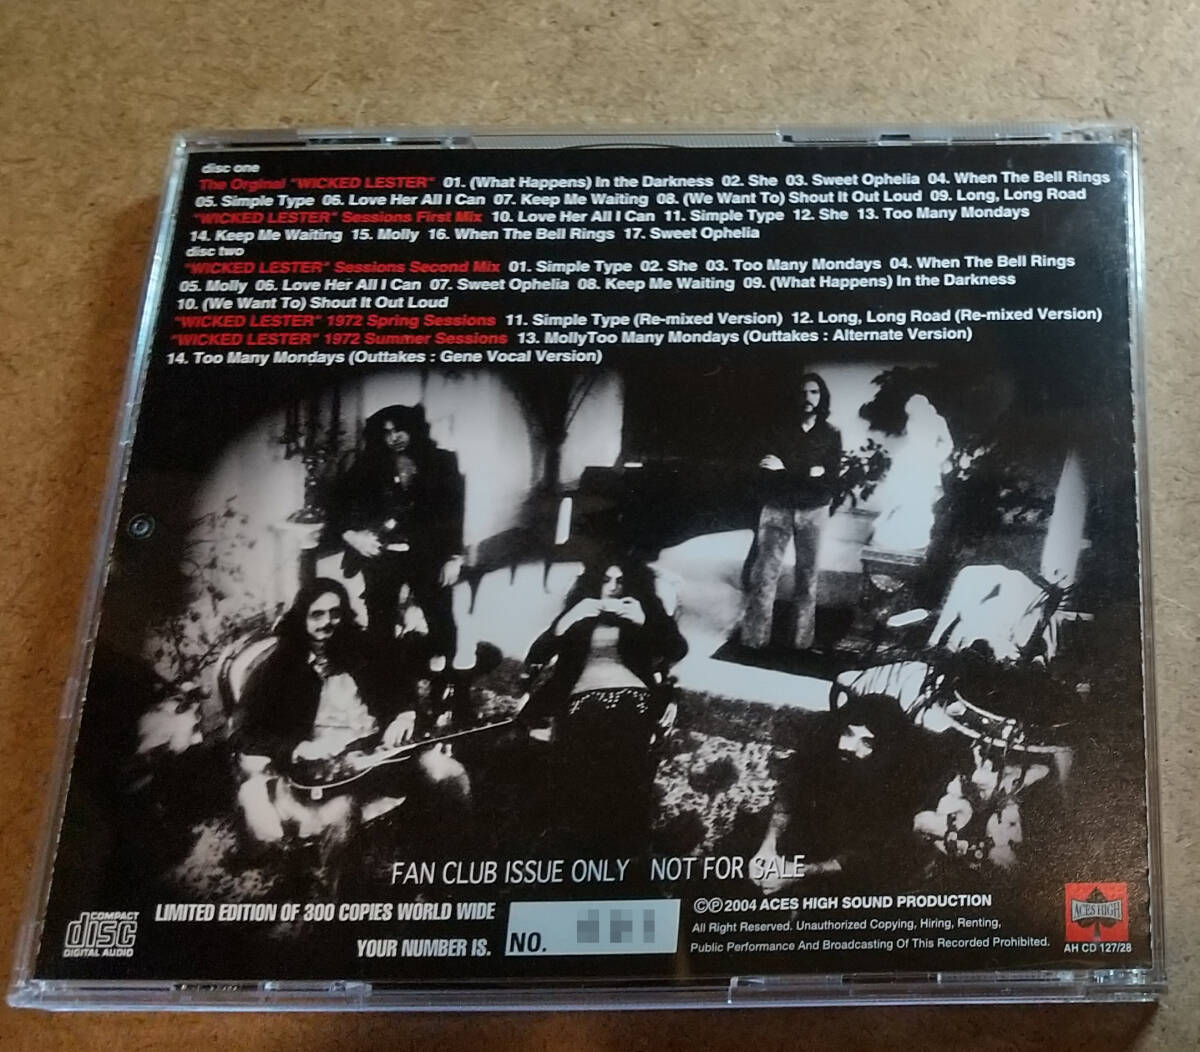 disc one
The Orginal "WICKED LESTER" 01. (What Happens) In the Darkness 02. She 03. Sweet Ophelia 04. When The Bell Rings
05. Simple Type 06. Love Her All I Can 07. Keep Me Waiting 08. (We Want To) Shout It Out Loud 09. Long, Long Road
"WICKED LESTER" Sessions First Mix 10. Love Her All I Can 11. Simple Type 12. She 13. Too Many Mondays
14. Keep Me Waiting 15. Molly 16. When The Bell Rings 17. Sweet Ophelia
disc two
"WICKED LESTER" Sessions Second Mix 01. Simple Type 02. She 03. Too Many Mondays 04. When The Bell Rings
05. Molly 06. Love Her All I Can 07. Sweet Ophelia 08. Keep Me Waiting 09. (What Happens) In the Darkness
10. (We Want To) Shout It Out Loud
"WICKED LESTER" 1972 Spring Sessions 11. Simple Type (Re-mixed Version) 12. Long, Long Road (Re-mixed Version)
"WICKED LESTER" 1972 Summer Sessions 13. MollyToo Many Mondays (Outtakes : Alternate Version)
14. Too Many Mondays (Outtakes : Gene Vocal Version)
FAN CLUB ISSUE ONLY NOT FOR SALE
COMPACT
disc
DIGITAL AUDIO
LIMITED EDITION OF 300 COPIES WORLD WIDE
YOUR NUMBER IS.
NO.
©℗2004 ACES HIGH SOUND PRODUCTION
All Right Reserved. Unauthorized Copying, Hiring, Renting,
Public Performance And Broadcasting Of This Recorded Prohibited.
ACES HIGH
AH CD 127/28